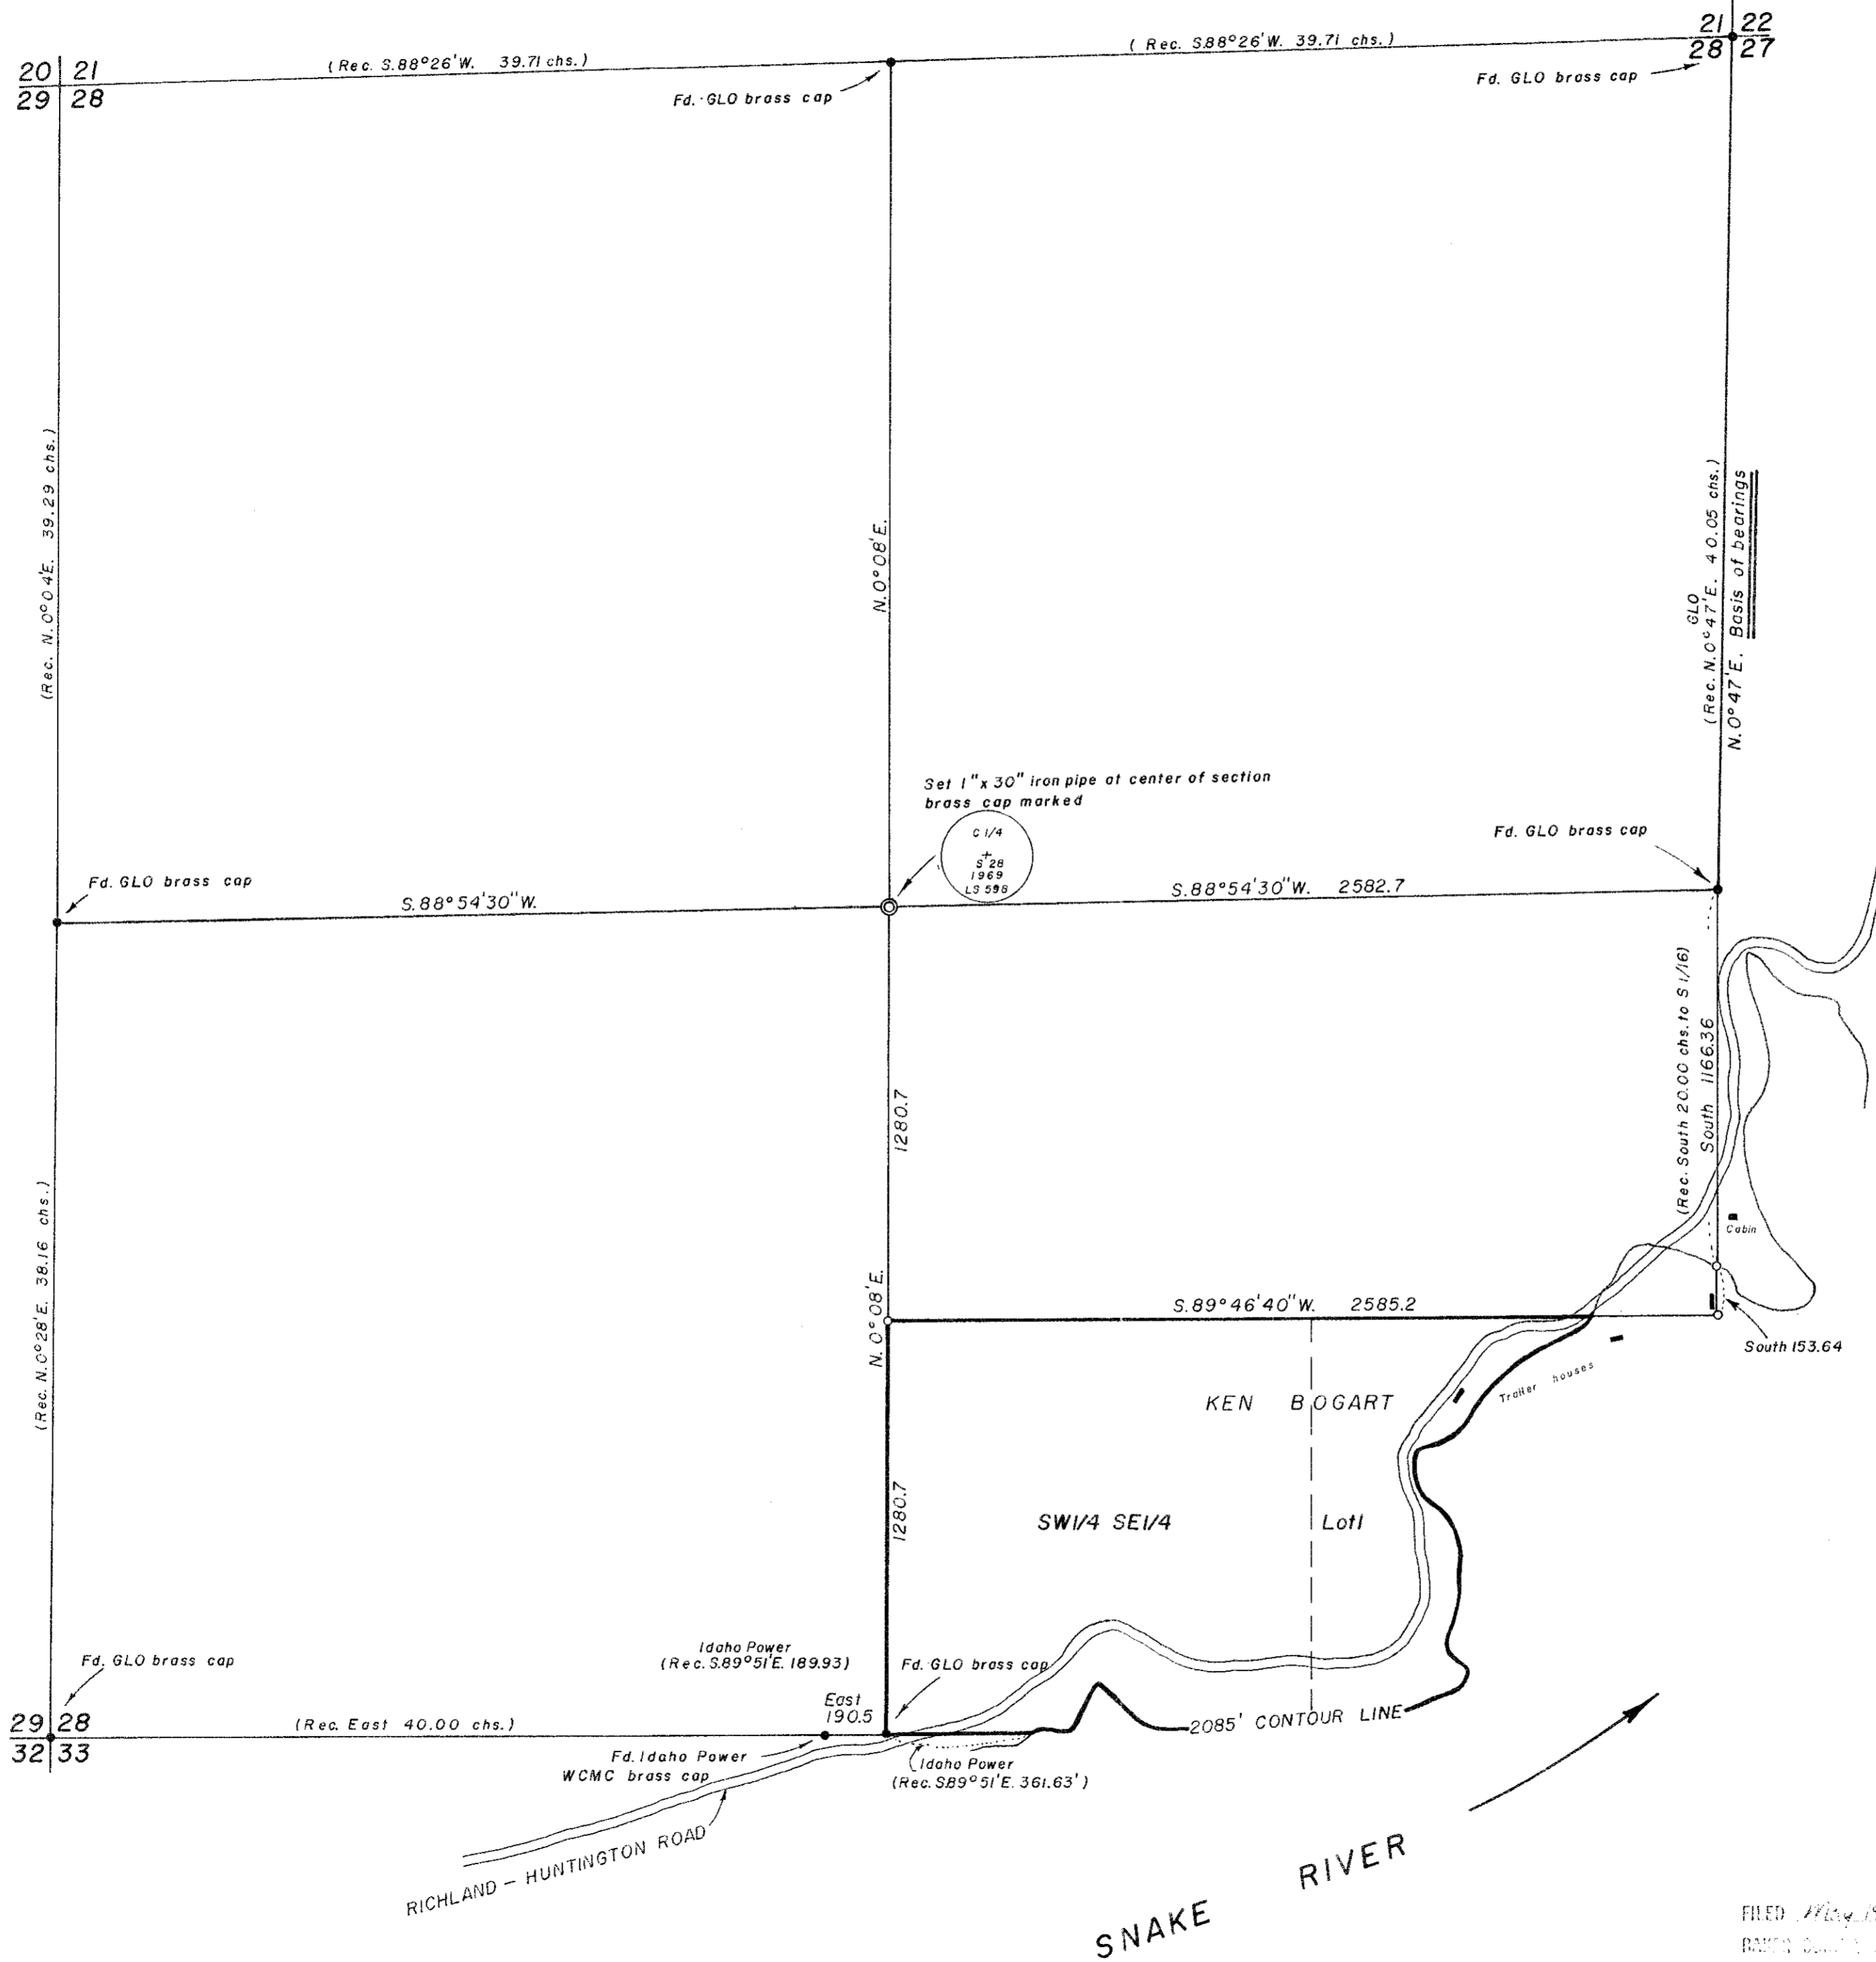 20 21
29 28
(Rec. S.88°26'W. 39.71 chs.)
Fd. GLO brass cap
(Rec. S.88°26'W. 39.71 chs.)
21 22
28 27
Fd. GLO brass cap
(Rec. N.0°04'E. 39.29 chs.)
N.0°08'E.
GLO
(Rec. N.0°47'E. 40.05 chs.)
N.0°47'E. Basis of bearings
Set 1"x 30" iron pipe at center of section
brass cap marked
C 1/4
+
S 28
1969
LS 598
Fd. GLO brass cap
Fd. GLO brass cap
S.88°54'30"W.
S.88°54'30"W. 2582.7
(Rec. South 20.00 chs. to S 1/16)
South 1166.36
1280.7
Cabin
(Rec. N.0°28'E. 38.16 chs.)
N.0°08'E.
S.89°46'40"W. 2585.2
South 153.64
Trailer houses
KEN BOGART
1280.7
SW1/4 SE1/4
Lot1
Fd. GLO brass cap
Idaho Power
(Rec. S.89°51'E. 189.93)
Fd. GLO brass cap
East
190.5
29 28
32 33
(Rec. East 40.00 chs.)
2085' CONTOUR LINE
Fd. Idaho Power
WCMC brass cap
Idaho Power
(Rec. S.89°51'E. 361.63')
RICHLAND - HUNTINGTON ROAD
SNAKE RIVER
FILED May